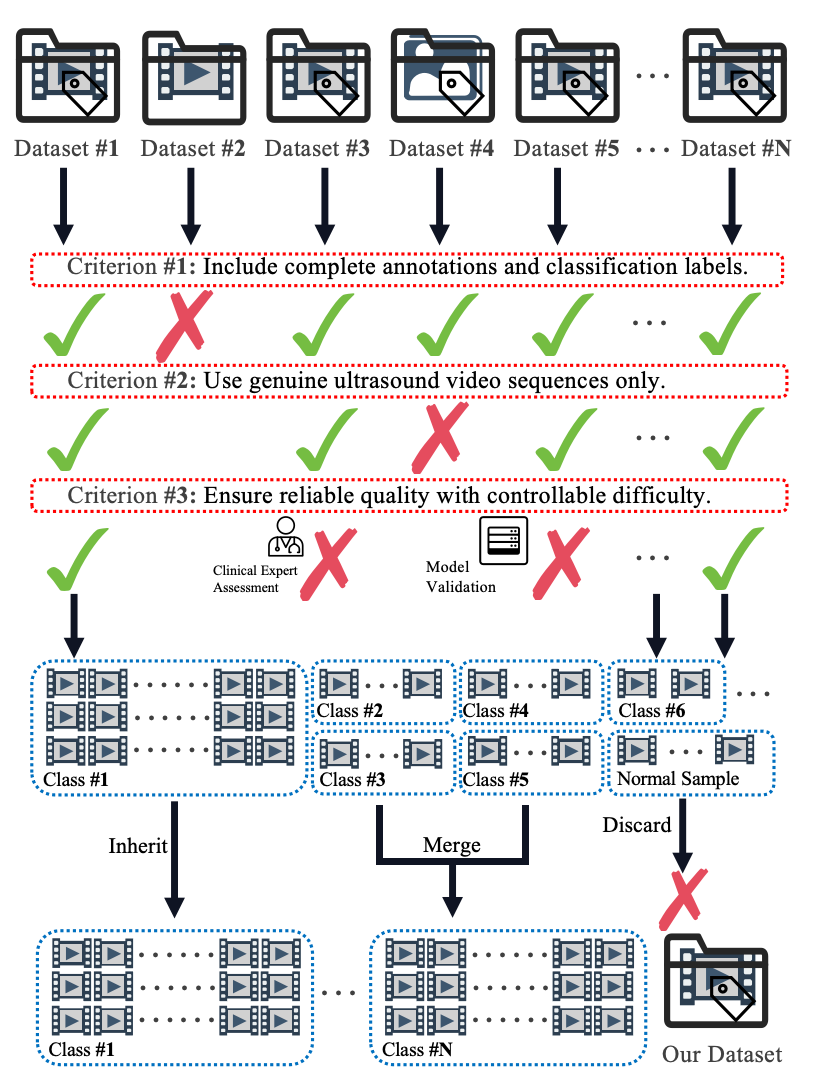 Dataset #1 Dataset #2 Dataset #3 Dataset #4 Dataset #5 ... Dataset #N
Criterion #1: Include complete annotations and classification labels.
...
Criterion #2: Use genuine ultrasound video sequences only.
...
Criterion #3: Ensure reliable quality with controllable difficulty.
Clinical Expert
Assessment
Model
Validation
...
Class #1
Class #2
Class #3
Class #4
Class #5
Class #6
...
Normal Sample
Inherit
Merge
Discard
Class #1
...
Class #N
Our Dataset